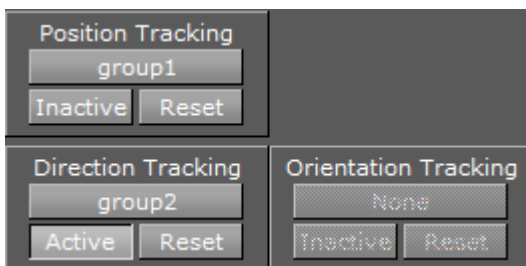 Position Tracking
group1
Inactive Reset
Direction Tracking
group2
Active Reset
Orientation Tracking
None
Inactive Reset